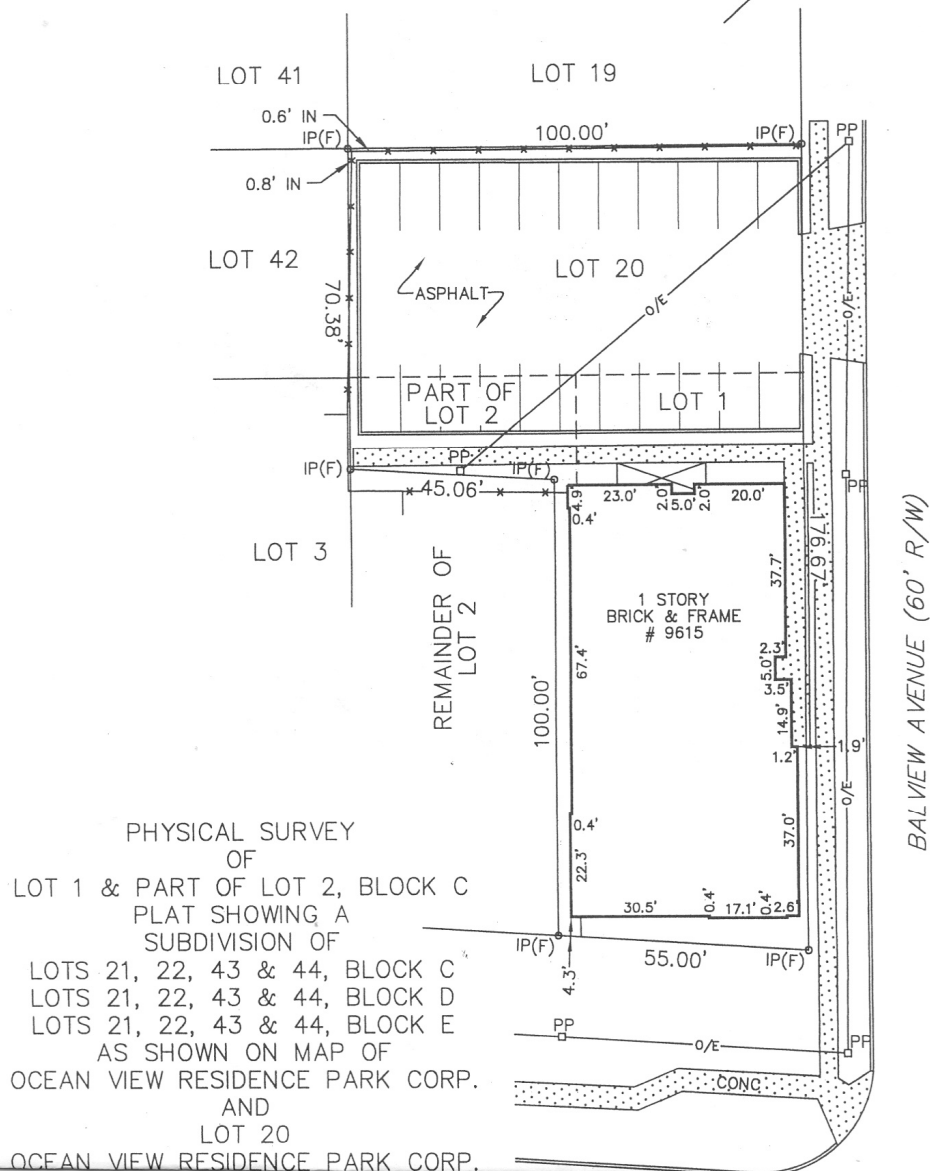 LOT 41
LOT 19
0.6' IN
IP(F)
100.00'
IP(F)
PP
0.8' IN
LOT 42
LOT 20
70.38'
ASPHALT
O/E
O/E
PART OF
LOT 2
LOT 1
IP(F)
PP
IP(F)
PP
45.06'
4.9'
0.4'
23.0'
2.0'
5.0'
2.0'
20.0'
176.67'
LOT 3
REMAINDER OF
LOT 2
37.7'
1 STORY
BRICK & FRAME
# 9615
67.4'
100.00'
2.3'
5.0'
3.5'
14.9'
1.2'
1.9'
BALVIEW AVENUE (60' R/W)
O/E
0.4'
22.3'
37.0'
30.5'
0.4'
17.1'
0.4'
2.6'
IP(F)
55.00'
IP(F)
4.3'
PP
O/E
PP
CONC
PHYSICAL SURVEY
OF
LOT 1 & PART OF LOT 2, BLOCK C
PLAT SHOWING A
SUBDIVISION OF
LOTS 21, 22, 43 & 44, BLOCK C
LOTS 21, 22, 43 & 44, BLOCK D
LOTS 21, 22, 43 & 44, BLOCK E
AS SHOWN ON MAP OF
OCEAN VIEW RESIDENCE PARK CORP.
AND
LOT 20
OCEAN VIEW RESIDENCE PARK CORP.